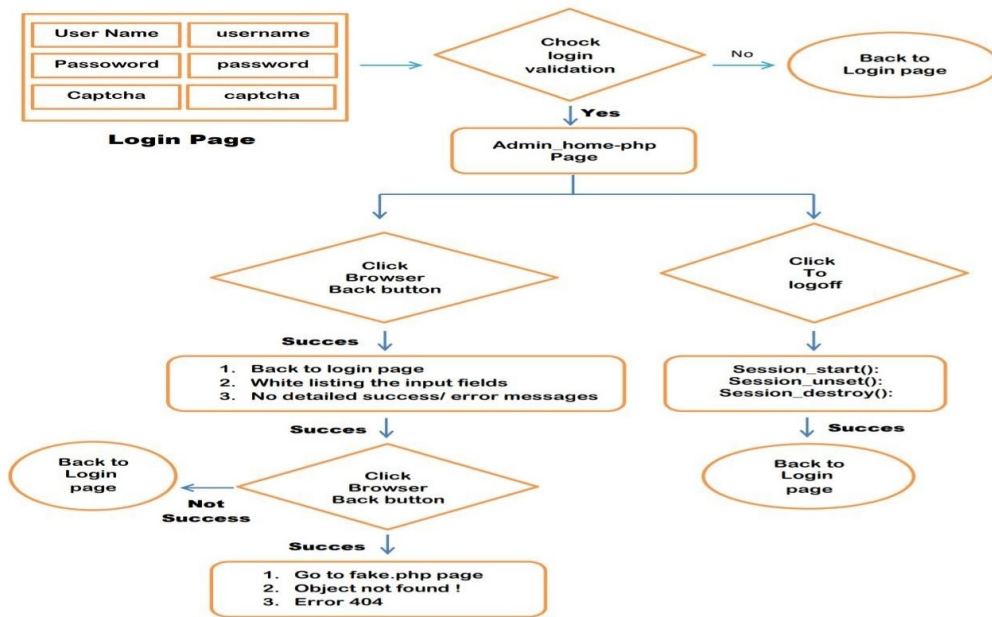 User Name
username
Passoword
password
Captcha
captcha
Login Page
Chock
login
validation
No
Back to
Login page
Yes
Admin_home-php
Page
Click
Browser
Back button
Click
To
logoff
Succes
1. Back to login page
2. White listing the input fields
3. No detailed success/ error messages
Session_start():
Session_unset():
Session_destroy():
Succes
Succes
Back to
Login
page
Click
Browser
Back button
Back to
Login
page
Not
Success
Succes
1. Go to fake.php page
2. Object not found !
3. Error 404